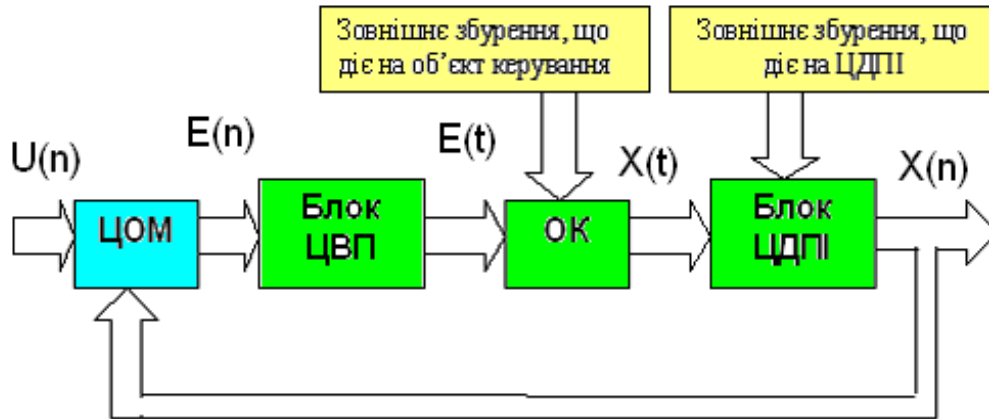 Зовнішнє збурення, що
діє на об’єкт керування
Зовнішнє збурення, що
діє на ЦДПІ
U(n)
E(n)
E(t)
X(t)
X(n)
ЦОМ
Блок
ЦВП
ОК
Блок
ЦДПІ